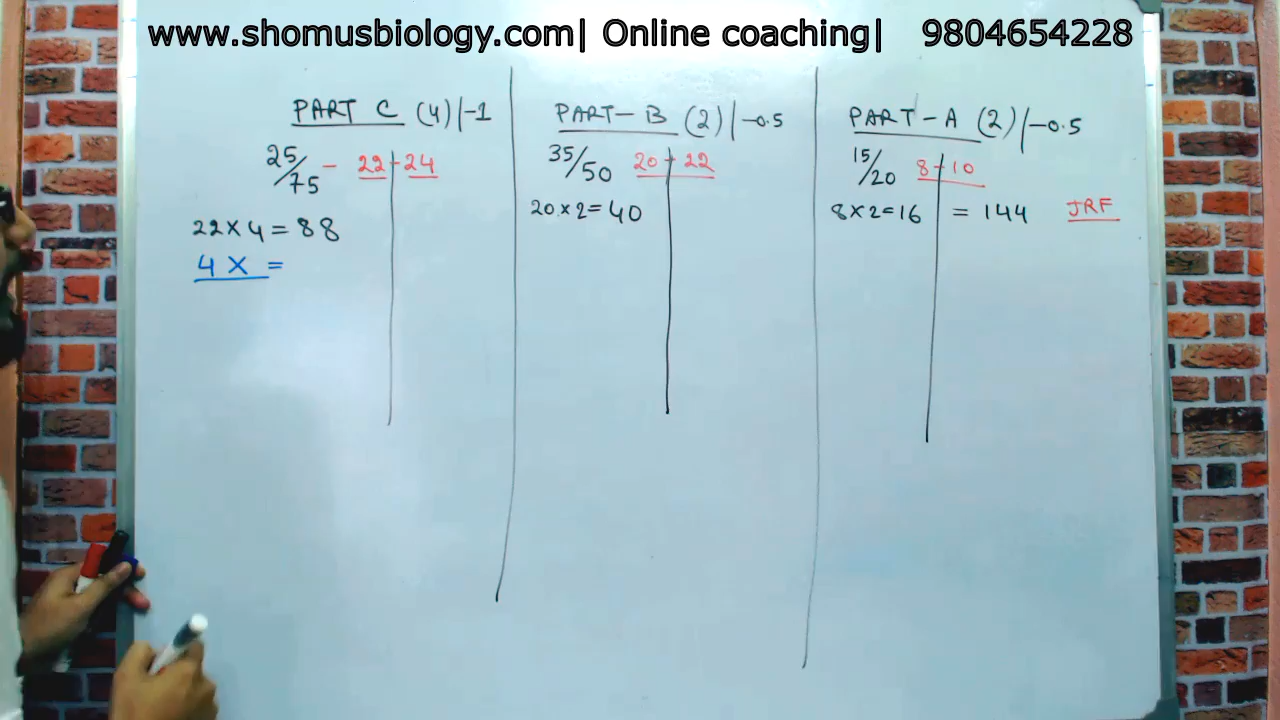 www.shomusbiology.com| Online coaching| 9804654228
PART C (4)|-1
25/75 - 22-24
22 x 4 = 88
4 X =
PART- B (2)|-0.5
35/50 20-22
20 x 2 = 40
PART - A (2)|-0.5
15/20 8-10
8 X 2 = 16 = 144 JRF